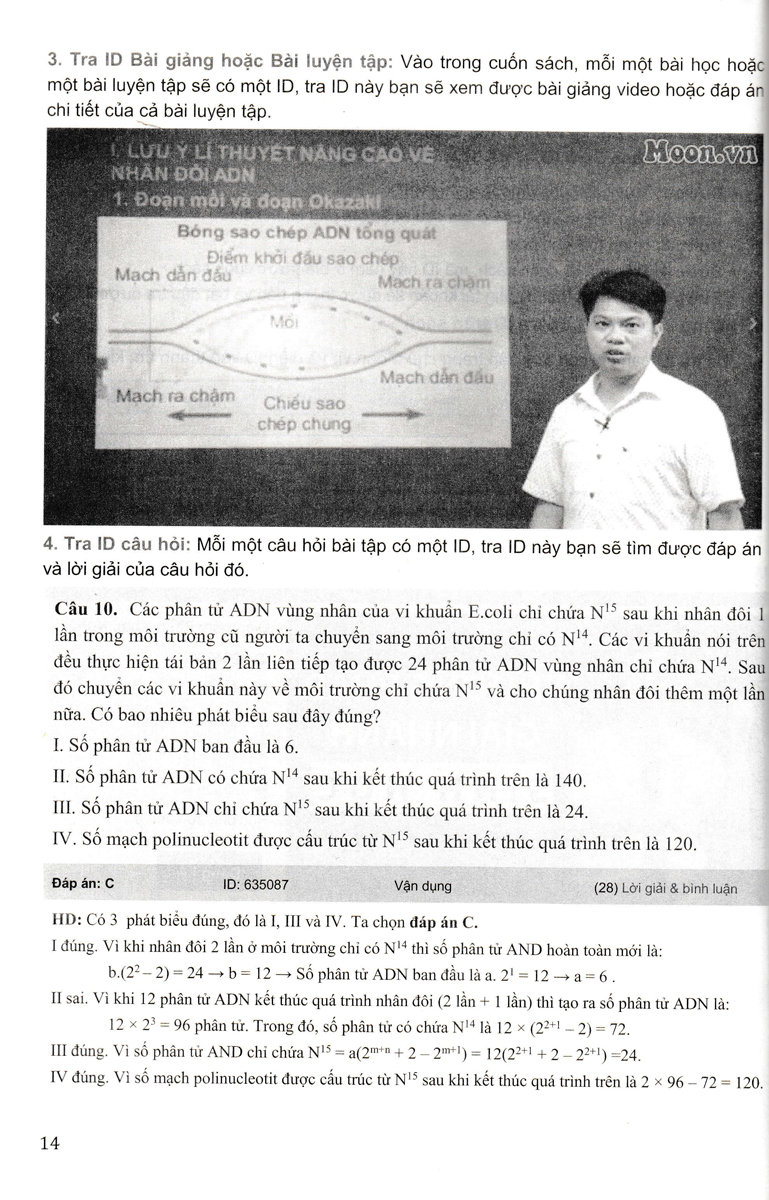 3. Tra ID Bài giảng hoặc Bài luyện tập: Vào trong cuốn sách, mỗi một bài học hoặc
một bài luyện tập sẽ có một ID, tra ID này bạn sẽ xem được bài giảng video hoặc đáp án
chi tiết của cả bài luyện tập.
I. LƯU Ý LÍ THUYẾT NÂNG CAO VỀ
NHÂN ĐÔI ADN
Moon.vn
1. Đoạn mồi và đoạn Okazaki
Bóng sao chép ADN tổng quát
Điểm khởi đầu sao chép
Mạch dẫn đầu
Mạch ra chậm
Mồi
Mạch dẫn đầu
Mạch ra chậm
Chiều sao
chép chung
4. Tra ID câu hỏi: Mỗi một câu hỏi bài tập có một ID, tra ID này bạn sẽ tìm được đáp án
và lời giải của câu hỏi đó.
Câu 10. Các phân tử ADN vùng nhân của vi khuẩn E.coli chỉ chứa N¹⁵ sau khi nhân đôi 1
lần trong môi trường cũ người ta chuyển sang môi trường chỉ có N¹⁴. Các vi khuẩn nói trên
đều thực hiện tái bản 2 lần liên tiếp tạo được 24 phân tử ADN vùng nhân chỉ chứa N¹⁴. Sau
đó chuyển các vi khuẩn này về môi trường chỉ chứa N¹⁵ và cho chúng nhân đôi thêm một lần
nữa. Có bao nhiêu phát biểu sau đây đúng?
I. Số phân tử ADN ban đầu là 6.
II. Số phân tử ADN có chứa N¹⁴ sau khi kết thúc quá trình trên là 140.
III. Số phân tử ADN chỉ chứa N¹⁵ sau khi kết thúc quá trình trên là 24.
IV. Số mạch polinucleotit được cấu trúc từ N¹⁵ sau khi kết thúc quá trình trên là 120.
Đáp án: C ID: 635087 Vận dụng (28) Lời giải & bình luận
HD: Có 3 phát biểu đúng, đó là I, III và IV. Ta chọn đáp án C.
I đúng. Vì khi nhân đôi 2 lần ở môi trường chỉ có N¹⁴ thì số phân tử AND hoàn toàn mới là:
b.(2² – 2) = 24 → b = 12 → Số phân tử ADN ban đầu là a. 2¹ = 12 → a = 6 .
II sai. Vì khi 12 phân tử ADN kết thúc quá trình nhân đôi (2 lần + 1 lần) thì tạo ra số phân tử ADN là:
12 × 2³ = 96 phân tử. Trong đó, số phân tử có chứa N¹⁴ là 12 × (2²⁺¹ – 2) = 72.
III đúng. Vì số phân tử AND chỉ chứa N¹⁵ = a(2ᵐ⁺ⁿ + 2 – 2ᵐ⁺¹) = 12(2²⁺¹ + 2 – 2²⁺¹) =24.
IV đúng. Vì số mạch polinucleotit được cấu trúc từ N¹⁵ sau khi kết thúc quá trình trên là 2 × 96 – 72 = 120.
14